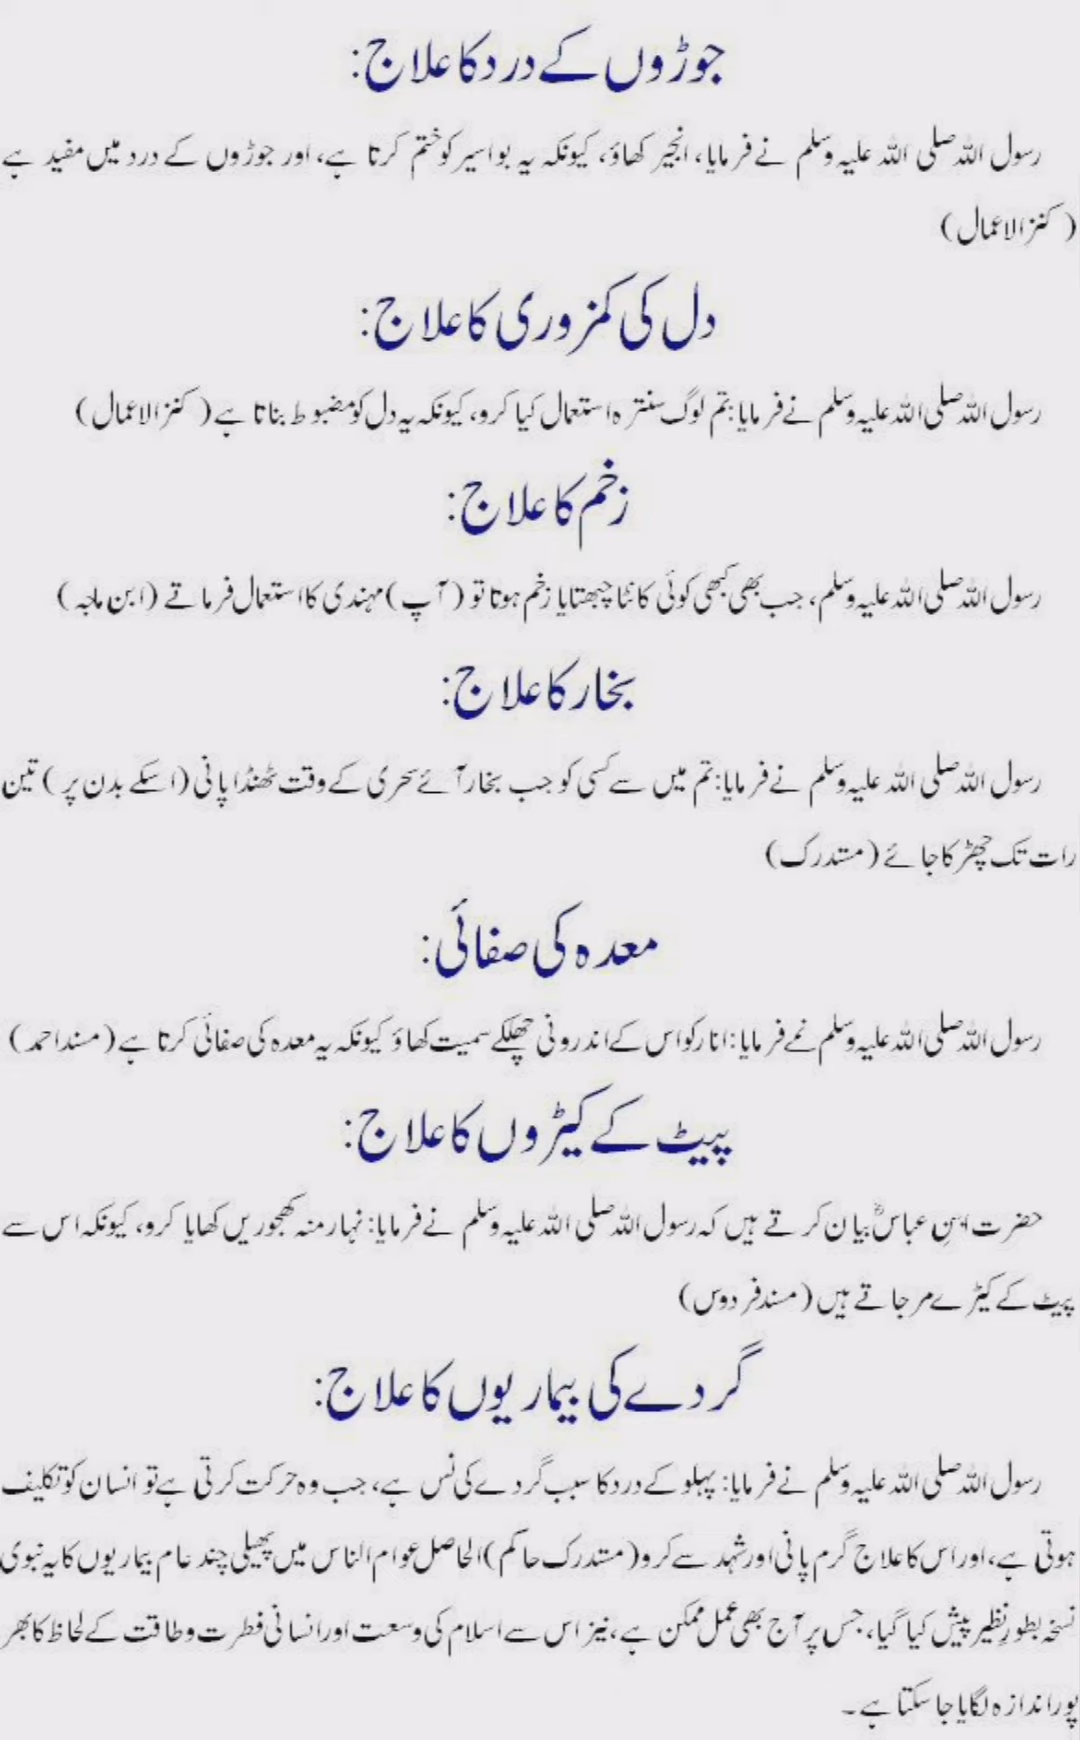 جوڑوں کے درد کا علاج:
رسول اللہ صلی اللہ علیہ وسلم نے فرمایا، انجیر کھاؤ، کیونکہ یہ بواسیر کو ختم کرتا ہے، اور جوڑوں کے درد میں مفید ہے
(کنز الاعمال)
دل کی کمزوری کا علاج:
رسول اللہ صلی اللہ علیہ وسلم نے فرمایا: تم لوگ سنترہ استعمال کیا کرو، کیونکہ یہ دل کو مضبوط بناتا ہے (کنز الاعمال)
زخم کا علاج:
رسول اللہ صلی اللہ علیہ وسلم، جب بھی کبھی کوئی کانٹا چبھتا یا زخم ہوتا تو (آپ) مہندی کا استعمال فرماتے (ابن ماجہ)
بخار کا علاج:
رسول اللہ صلی اللہ علیہ وسلم نے فرمایا: تم میں سے کسی کو جب بخار آئے سحری کے وقت ٹھنڈا پانی (اسکے بدن پر) تین
رات تک چھڑکا جائے (مستدرک)
معدہ کی صفائی:
رسول اللہ صلی اللہ علیہ وسلم نے فرمایا: انار کو اس کے اندرونی چھلکے سمیت کھاؤ کیونکہ یہ معدہ کی صفائی کرتا ہے (مسند احمد)
پیٹ کے کیڑوں کا علاج:
حضرت ابنِ عباسؓ بیان کرتے ہیں کہ رسول اللہ صلی اللہ علیہ وسلم نے فرمایا: نہار منہ کھجوریں کھایا کرو، کیونکہ اس سے
پیٹ کے کیڑے مر جاتے ہیں (مسند فردوس)
گردے کی بیماریوں کا علاج:
رسول اللہ صلی اللہ علیہ وسلم نے فرمایا: پہلو کے درد کا سبب گردے کی نس ہے، جب وہ حرکت کرتی ہے تو انسان کو تکلیف
ہوتی ہے، اور اس کا علاج گرم پانی اور شہد سے کرو (مستدرک حاکم) الحاصل عوام الناس میں پھیلی چند عام بیماریوں کا یہ نبوی
نسخہ بطورِ نظیر پیش کیا گیا، جس پر آج بھی عمل ممکن ہے، نیز اس سے اسلام کی وسعت اور انسانی فطرت و طاقت کے لحاظ کا بھر
پور اندازہ لگایا جا سکتا ہے۔